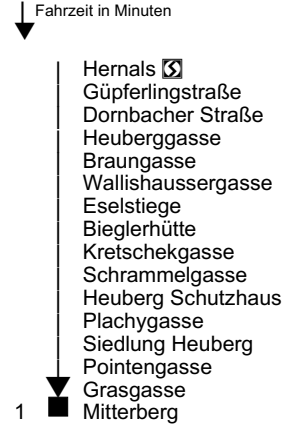 Fahrzeit in Minuten
Hernals S
Güpferlingstraße
Dornbacher Straße
Heuberggasse
Braungasse
Wallishaussergasse
Eselstiege
Bieglerhütte
Kretschekgasse
Schrammelgasse
Heuberg Schutzhaus
Plachygasse
Siedlung Heuberg
Pointengasse
Grasgasse
1 Mitterberg